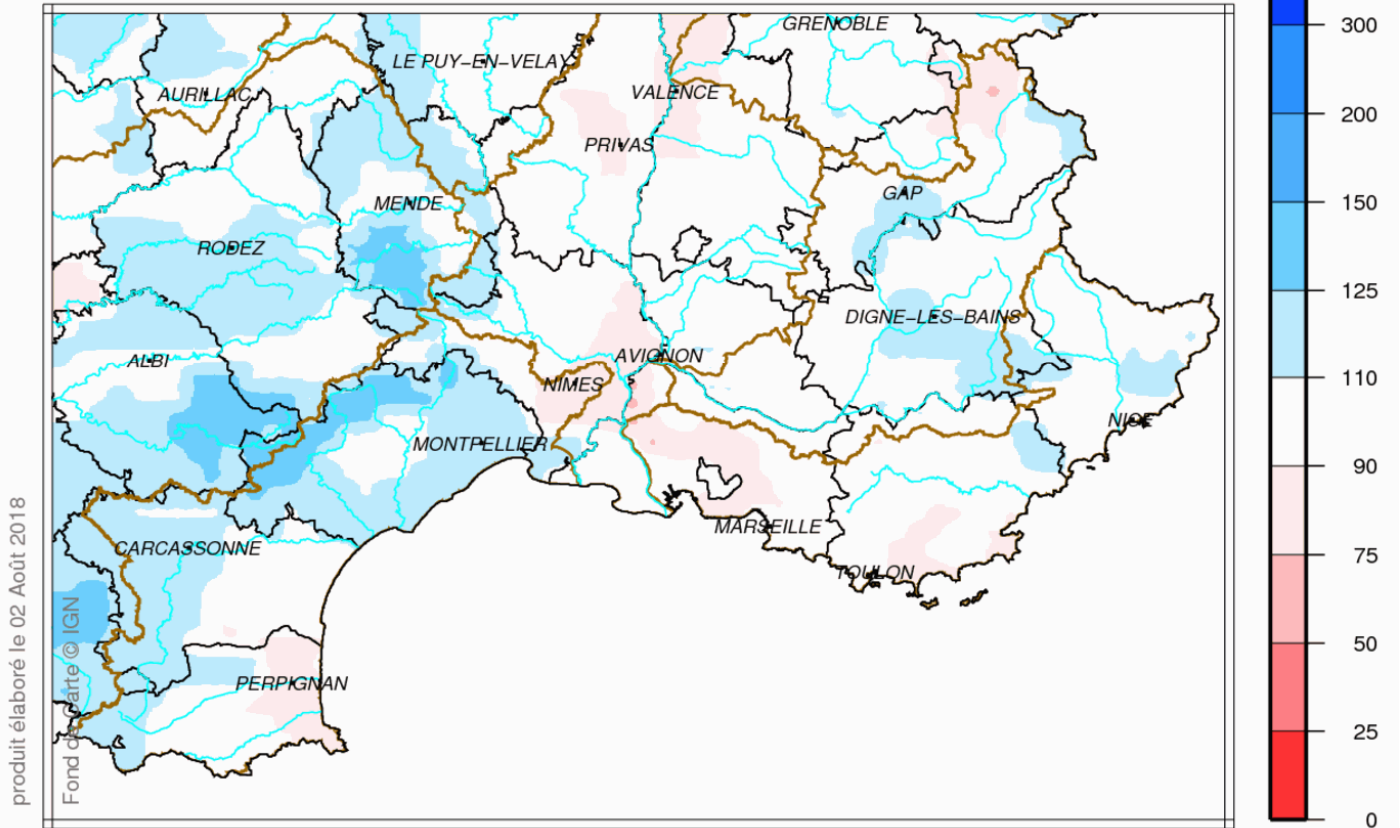 GRENOBLE
300
LE PUY–EN–VELAY
AURILLAC
VALENCE
200
PRIVAS
MENDE
GAP
150
RODEZ
125
DIGNE–LES–BAINS
ALBI
AVIGNON
NIMES
110
NICE
MONTPELLIER
90
MARSEILLE
CARCASSONNE
75
TOULON
50
PERPIGNAN
25
0
produit élaboré le 02 Août 2018
Fond de Carte © IGN